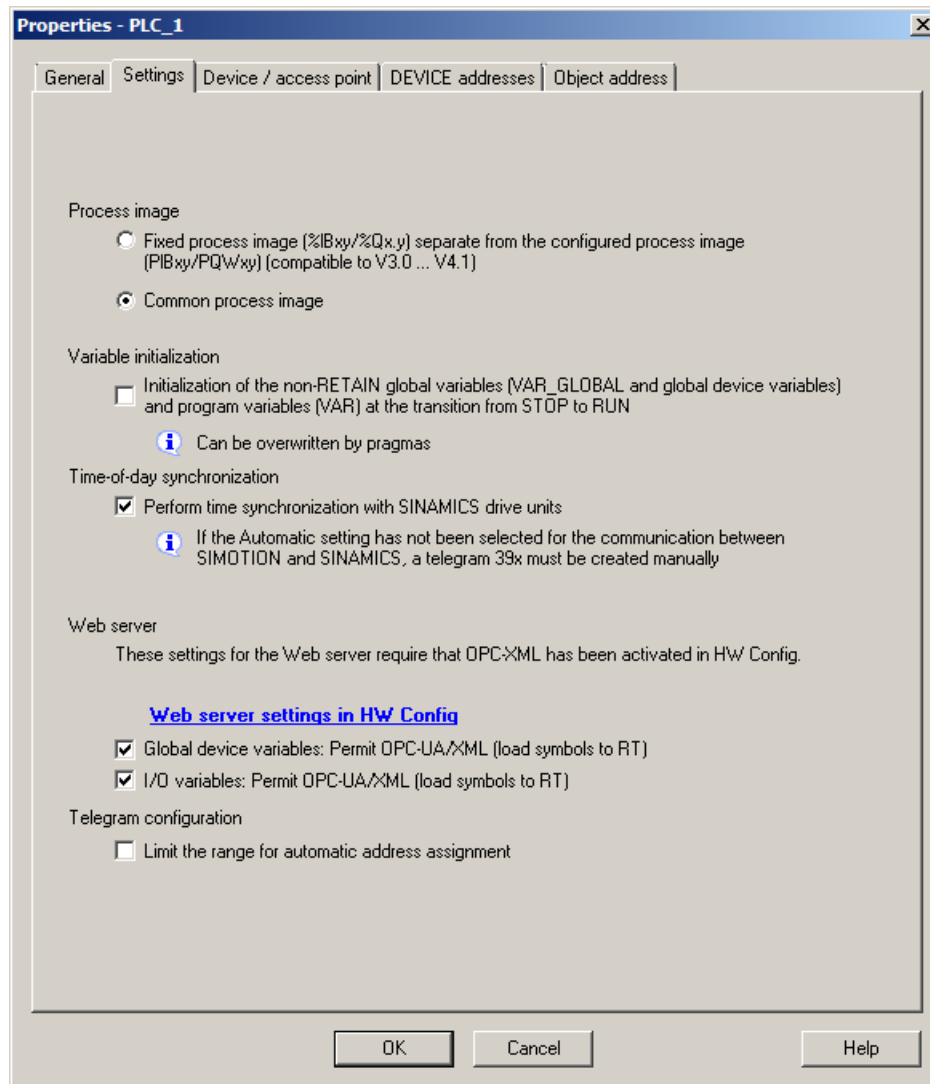 Properties - PLC_1
General
Settings
Device / access point
DEVICE addresses
Object address
Process image
Fixed process image (%IBxy/%Qx.y) separate from the configured process image
(PIBxy/PQWxy) (compatible to V3.0 ... V4.1)
Common process image
Variable initialization
Initialization of the non-RETAIN global variables (VAR_GLOBAL and global device variables)
and program variables (VAR) at the transition from STOP to RUN
Can be overwritten by pragmas
Time-of-day synchronization
Perform time synchronization with SINAMICS drive units
If the Automatic setting has not been selected for the communication between
SIMOTION and SINAMICS, a telegram 39x must be created manually
Web server
These settings for the Web server require that OPC-XML has been activated in HW Config.
Web server settings in HW Config
Global device variables: Permit OPC-UA/XML (load symbols to RT)
I/O variables: Permit OPC-UA/XML (load symbols to RT)
Telegram configuration
Limit the range for automatic address assignment
OK
Cancel
Help